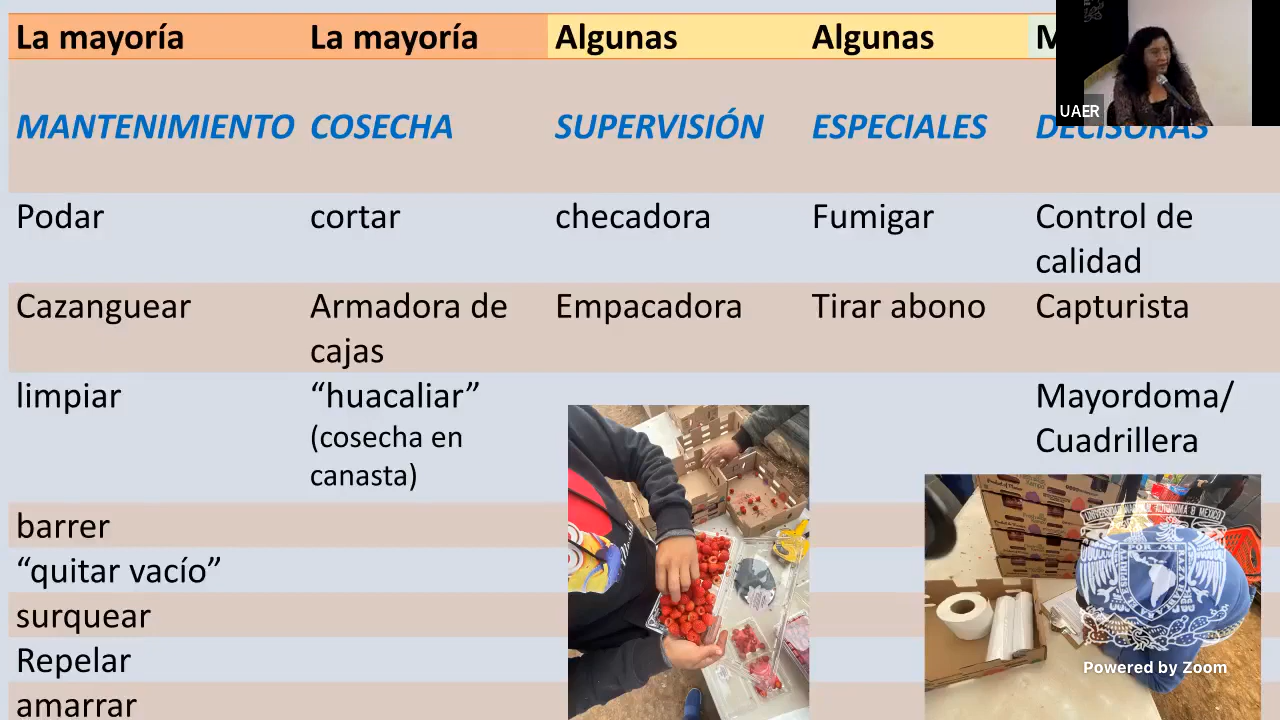 La mayoría La mayoría Algunas Algunas M
MANTENIMIENTO COSECHA SUPERVISIÓN ESPECIALES DECISORAS
UAER
Podar cortar checadora Fumigar Control de
calidad
Cazanguear Armadora de Empacadora Tirar abono Capturista
cajas
limpiar “huacaliar” Mayordoma/
(cosecha en Cuadrillera
canasta)
barrer
“quitar vacío”
surquear
Repelar
amarrar
Powered by Zoom